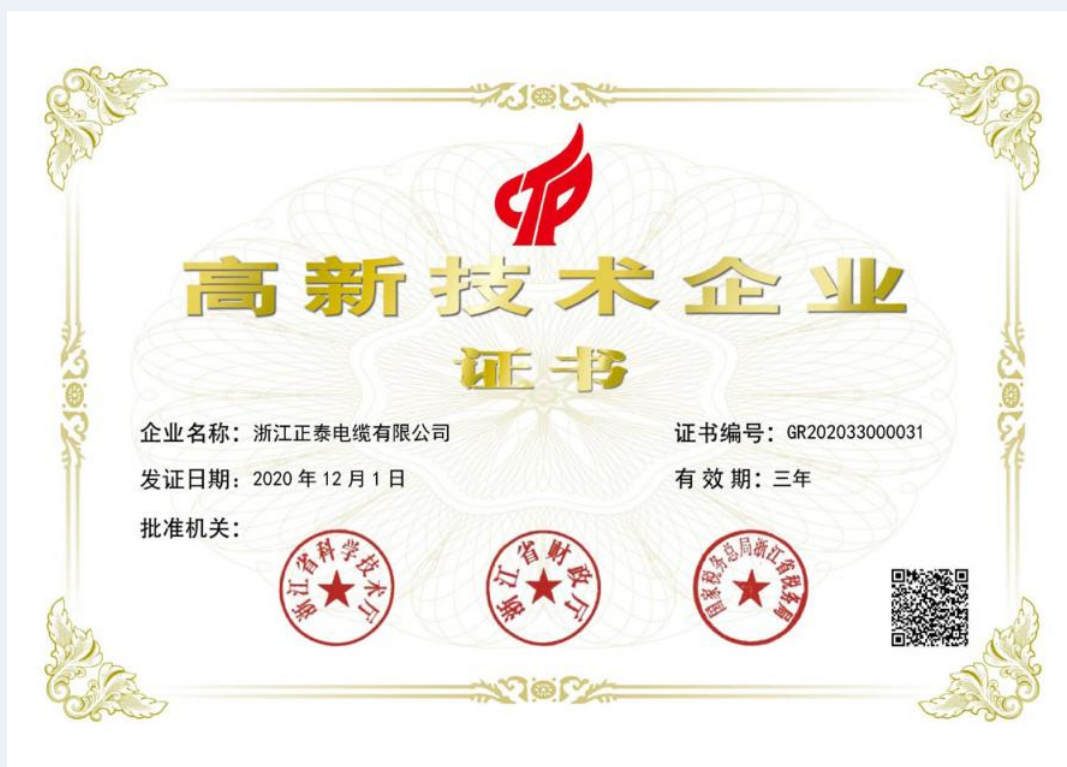 高新技术企业
证书
企业名称：浙江正泰电缆有限公司 证书编号：GR202033000031
发证日期：2020年12月1日 有效期：三年
批准机关：
浙江省科学技术厅
浙江省财政厅
国家税务总局浙江省税务局